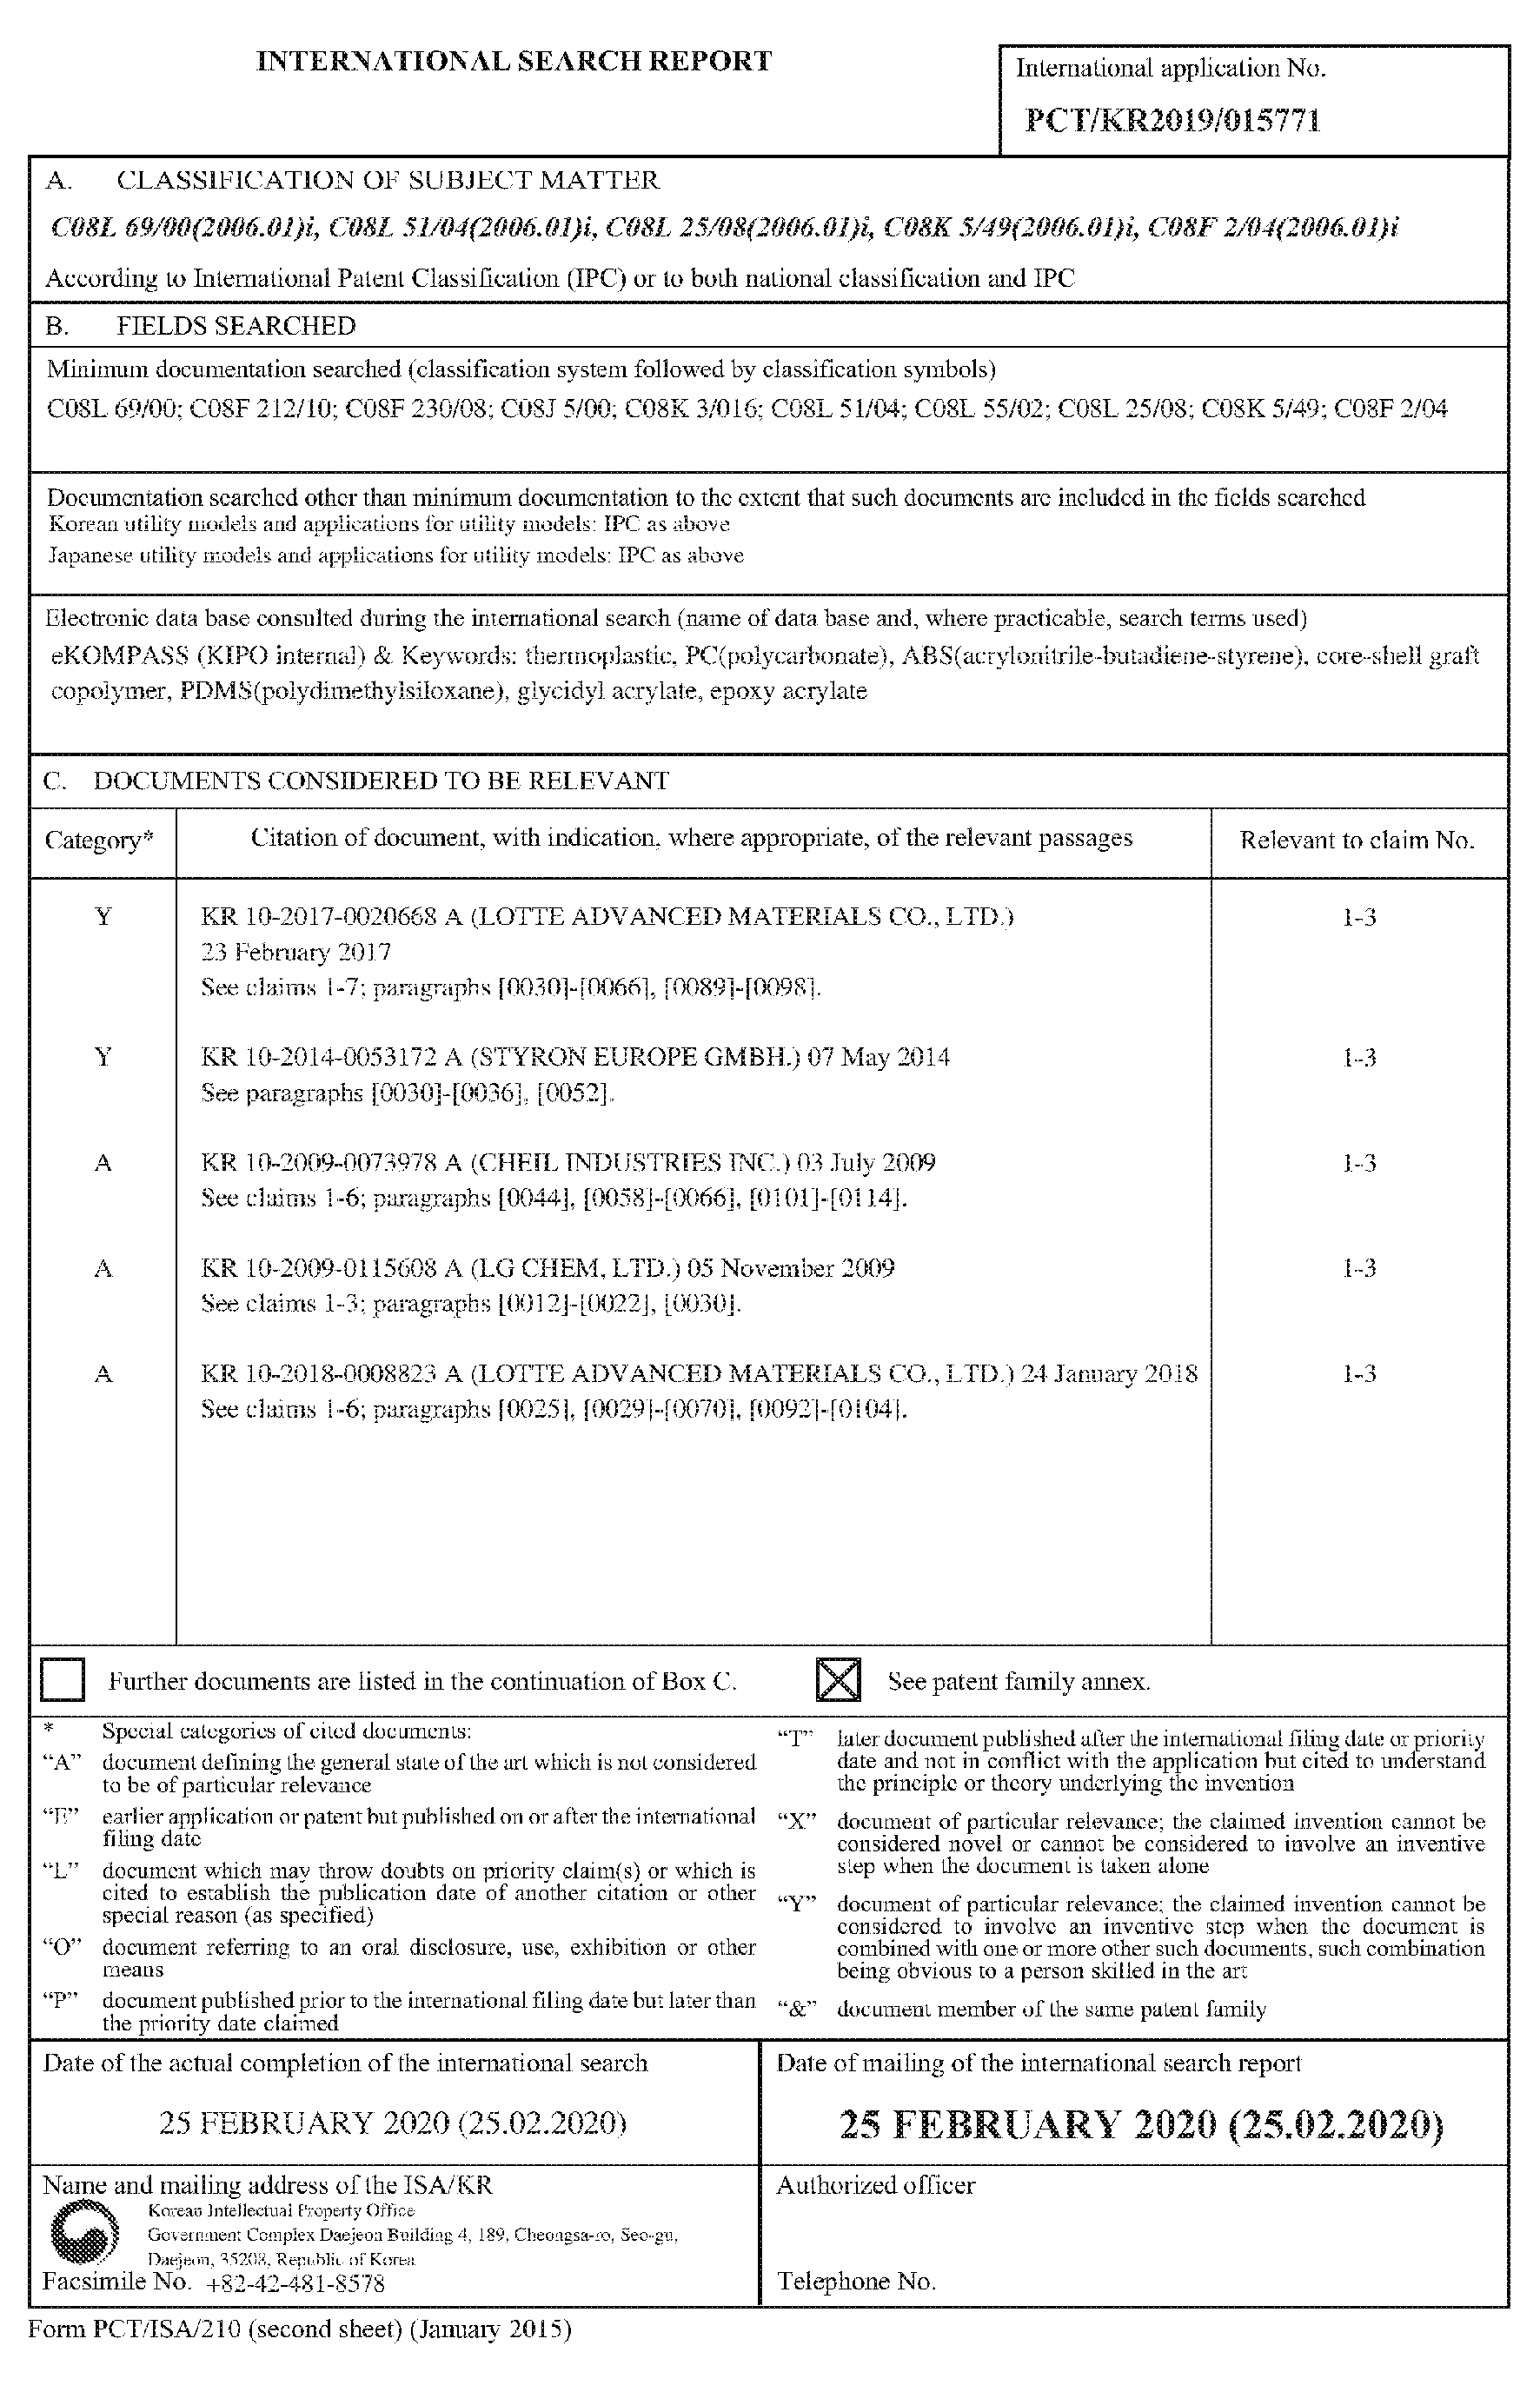 INTERNATIONAL SEARCH REPORT
International application No.
PCT/KR2019/015771
A. CLASSIFICATION OF SUBJECT MATTER
C08L 69/00(2006.01)i, C08L 51/04(2006.01)i, C08L 25/08(2006.01)i, C08K 5/49(2006.01)i, C08F 2/04(2006.01)i
According to International Patent Classification (IPC) or to both national classification and IPC
B. FIELDS SEARCHED
Minimum documentation searched (classification system followed by classification symbols)
C08L 69/00; C08F 212/10; C08F 230/08; C08J 5/00; C08K 3/016; C08L 51/04; C08L 55/02; C08L 25/08; C08K 5/49; C08F 2/04
Documentation searched other than minimum documentation to the extent that such documents are included in the fields searched
Korean utility models and applications for utility models: IPC as above
Japanese utility models and applications for utility models: IPC as above
Electronic data base consulted during the international search (name of data base and, where practicable, search terms used)
eKOMPASS (KIPO internal) & Keywords: thermoplastic, PC(polycarbonate), ABS(acrylonitrile-butadiene-styrene), core-shell graft
copolymer, PDMS(polydimethylsiloxane), glycidyl acrylate, epoxy acrylate
C. DOCUMENTS CONSIDERED TO BE RELEVANT
Category* Citation of document, with indication, where appropriate, of the relevant passages Relevant to claim No.
Y KR 10-2017-0020668 A (LOTTE ADVANCED MATERIALS CO., LTD.) 1-3
23 February 2017
See claims 1-7; paragraphs [0030]-[0066], [0089]-[0098].
Y KR 10-2014-0053172 A (STYRON EUROPE GMBH.) 07 May 2014 1-3
See paragraphs [0030]-[0036], [0052].
A KR 10-2009-0073978 A (CHEIL INDUSTRIES INC.) 03 July 2009 1-3
See claims 1-6; paragraphs [0044], [0058]-[0066], [0101]-[0114].
A KR 10-2009-0115608 A (LG CHEM, LTD.) 05 November 2009 1-3
See claims 1-3; paragraphs [0012]-[0022], [0030].
A KR 10-2018-0008823 A (LOTTE ADVANCED MATERIALS CO., LTD.) 24 January 2018 1-3
See claims 1-6; paragraphs [0025], [0029]-[0070], [0092]-[0104].
Further documents are listed in the continuation of Box C.
See patent family annex.
* Special categories of cited documents:
"A" document defining the general state of the art which is not considered
to be of particular relevance
"E" earlier application or patent but published on or after the international
filing date
"L" document which may throw doubts on priority claim(s) or which is
cited to establish the publication date of another citation or other
special reason (as specified)
"O" document referring to an oral disclosure, use, exhibition or other
means
"P" document published prior to the international filing date but later than
the priority date claimed
"T" later document published after the international filing date or priority
date and not in conflict with the application but cited to understand
the principle or theory underlying the invention
"X" document of particular relevance; the claimed invention cannot be
considered novel or cannot be considered to involve an inventive
step when the document is taken alone
"Y" document of particular relevance; the claimed invention cannot be
considered to involve an inventive step when the document is
combined with one or more other such documents, such combination
being obvious to a person skilled in the art
"&" document member of the same patent family
Date of the actual completion of the international search
25 FEBRUARY 2020 (25.02.2020)
Date of mailing of the international search report
25 FEBRUARY 2020 (25.02.2020)
Name and mailing address of the ISA/KR
Korean Intellectual Property Office
Government Complex Daejeon Building 4, 189, Cheongsa-ro, Seo-gu,
Daejeon, 35208, Republic of Korea
Facsimile No. +82-42-481-8578
Authorized officer
Telephone No.
Form PCT/ISA/210 (second sheet) (January 2015)